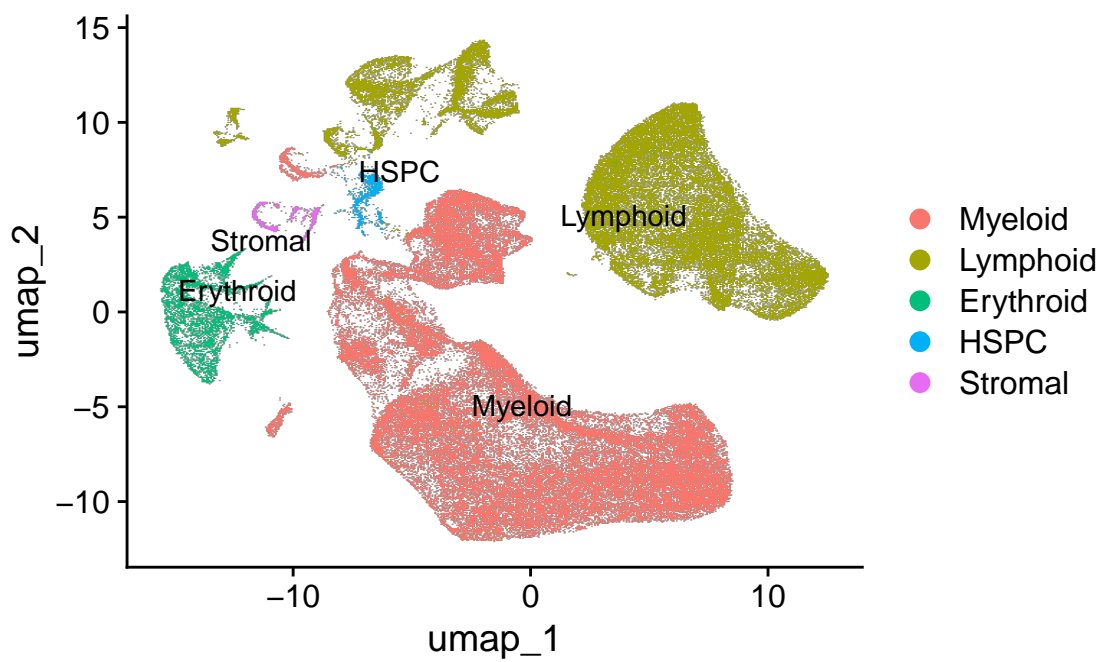 15
10
5
0
−5
−10
umap_2
HSPC
Lymphoid
Stromal
Erythroid
Myeloid
−10
0
10
umap_1
Myeloid
Lymphoid
Erythroid
HSPC
Stromal